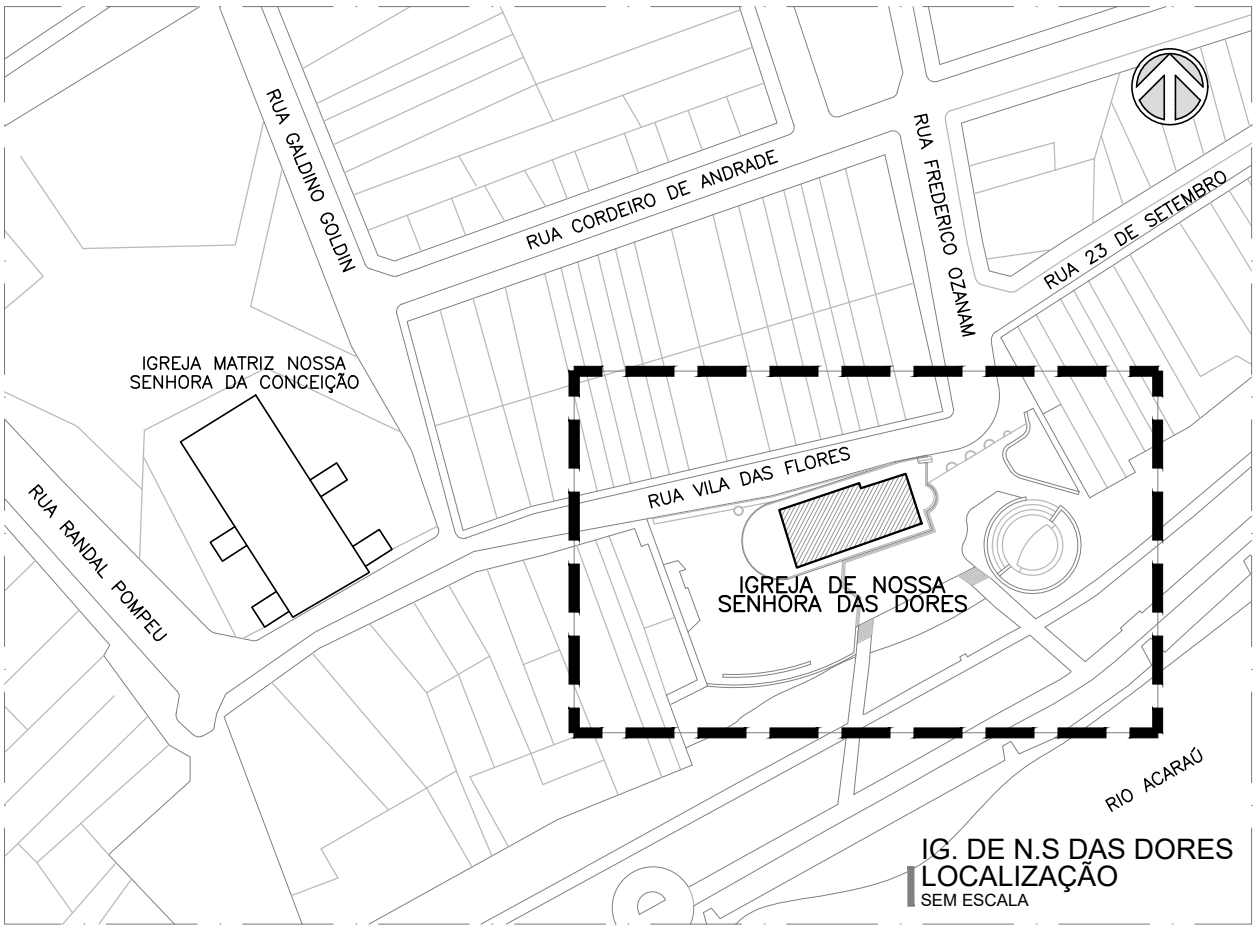 RUA GALDINO GOLDIN
RUA CORDEIRO DE ANDRADE
RUA FREDERICO OZANAM
RUA 23 DE SETEMBRO
IGREJA MATRIZ NOSSA
SENHORA DA CONCEIÇÃO
RUA VILA DAS FLORES
RUA RANDAL POMPEU
IGREJA DE NOSSA
SENHORA DAS DORES
RIO ACARAÚ
IG. DE N.S DAS DORES
LOCALIZAÇÃO
SEM ESCALA